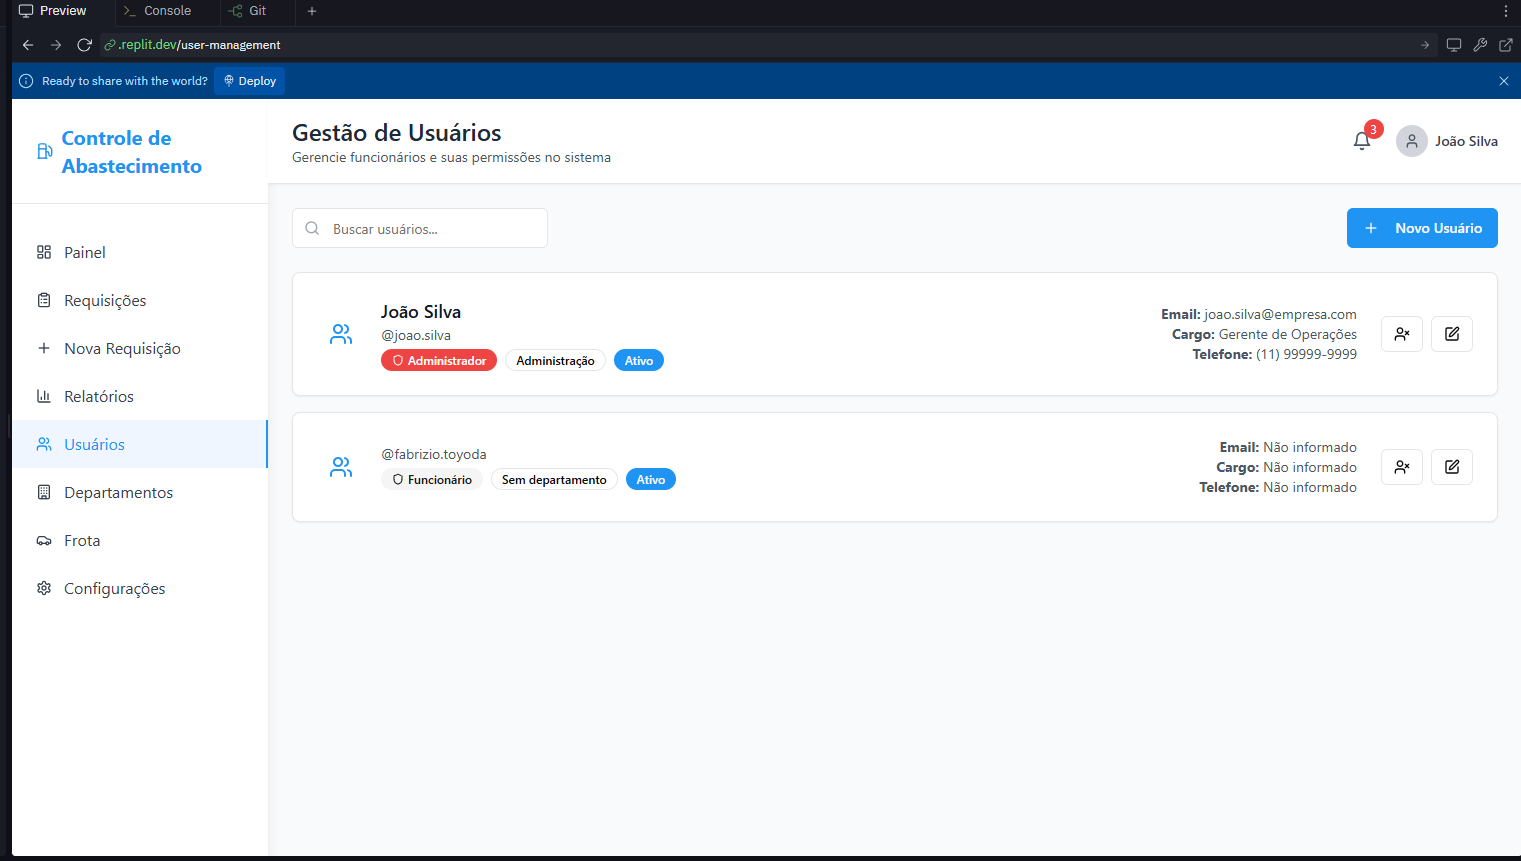 Preview
Console
Git
.replit.dev/user-management
Ready to share with the world?
Deploy
Controle de
Abastecimento
Painel
Requisições
Nova Requisição
Relatórios
Usuários
Departamentos
Frota
Configurações
Gestão de Usuários
Gerencie funcionários e suas permissões no sistema
3
João Silva
Buscar usuários...
Novo Usuário
João Silva
@joao.silva
Administrador
Administração
Ativo
Email: joao.silva@empresa.com
Cargo: Gerente de Operações
Telefone: (11) 99999-9999
@fabrizio.toyoda
Funcionário
Sem departamento
Ativo
Email: Não informado
Cargo: Não informado
Telefone: Não informado